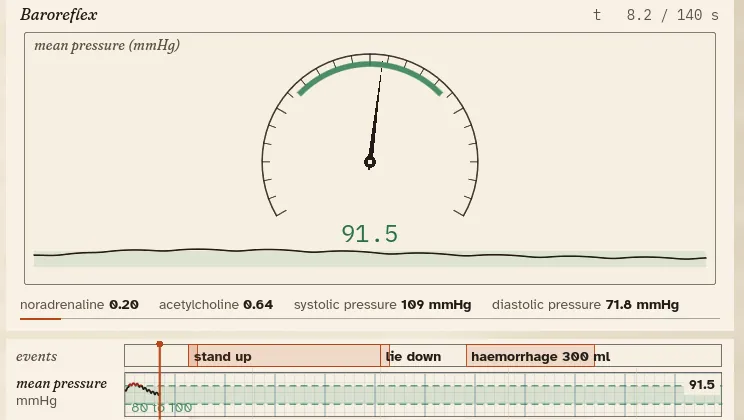 Baroreflex
t 8.2 / 140 s
mean pressure (mmHg)
91.5
noradrenaline 0.20 acetylcholine 0.64 systolic pressure 109 mmHg diastolic pressure 71.8 mmHg
events stand up lie down haemorrhage 300 ml
mean pressure 91.5
mmHg
80 to 100